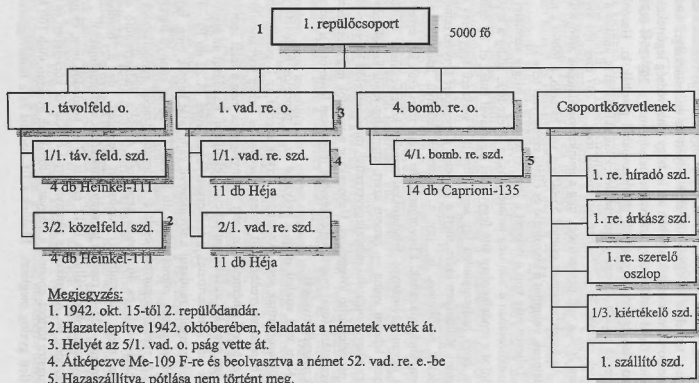 1 1. repülőcsoport 5000 fő
1. távolfeld. o. 1. vad. re. o. 3 4. bomb. re. o. Csoportközvetlenek
1/1. táv. feld. szd. 1/1. vad. re. szd. 4 4/1. bomb. re. szd. 5
4 db Heinkel-111 11 db Héja 14 db Caprioni-135
1. re. híradó szd.
3/2. közelfeld. szd. 2 2/1. vad. re. szd. 1. re. árkász szd.
4 db Heinkel-111 11 db Héja
1. re. szerelő
oszlop
1/3. kiértékelő szd.
1. szállító szd.
Megjegyzés:
1. 1942. okt. 15-től 2. repülődandár.
2. Hazatelepítve 1942. októberében, feladatát a németek vették át.
3. Helyét az 5/1. vad. o. pság vette át.
4. Átképezve Me-109 F-re és beolvasztva a német 52. vad. re. e.-be
5. Hazaszállítva, pótlása nem történt meg.